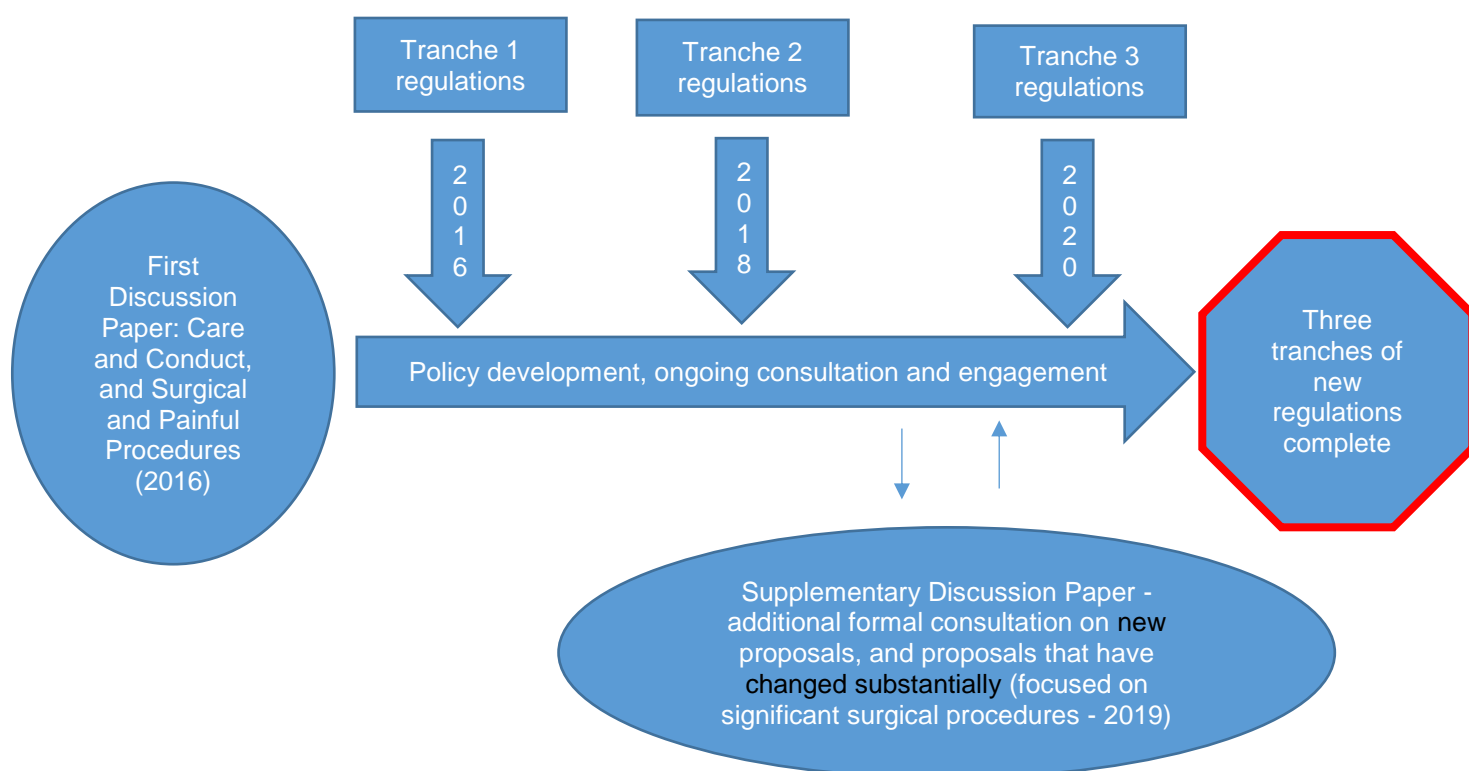 Tranche 1
regulations
Tranche 2
regulations
Tranche 3
regulations
2
0
1
6
2
0
1
8
2
0
2
0
First
Discussion
Paper: Care
and Conduct,
and Surgical
and Painful
Procedures
(2016)
Policy development, ongoing consultation and engagement
Three
tranches of
new
regulations
complete
Supplementary Discussion Paper -
additional formal consultation on new
proposals, and proposals that have
changed substantially (focused on
significant surgical procedures - 2019)